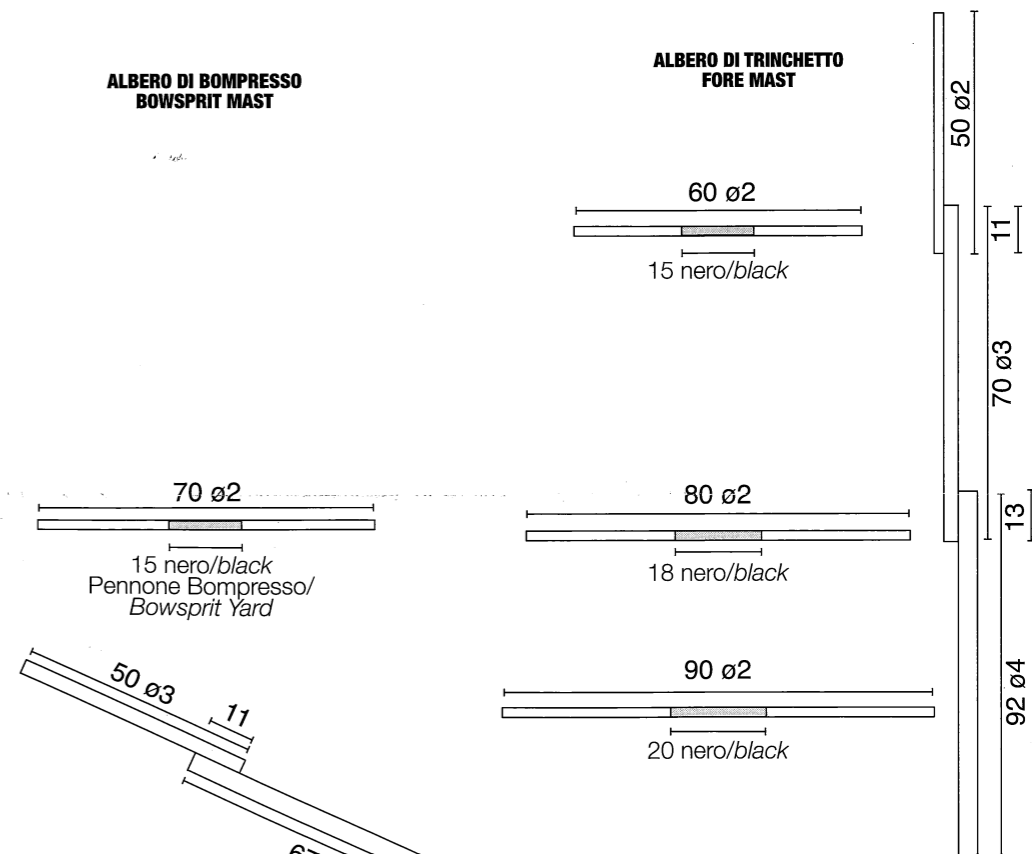 ALBERO DI BOMPRESSO
BOWSPRIT MAST
ALBERO DI TRINCHETTO
FORE MAST
50 ø2
60 ø2
15 nero/black
11
70 ø3
70 ø2
15 nero/black
Pennone Bompresso/
Bowsprit Yard
80 ø2
18 nero/black
13
50 ø3
11
90 ø2
20 nero/black
92 ø4